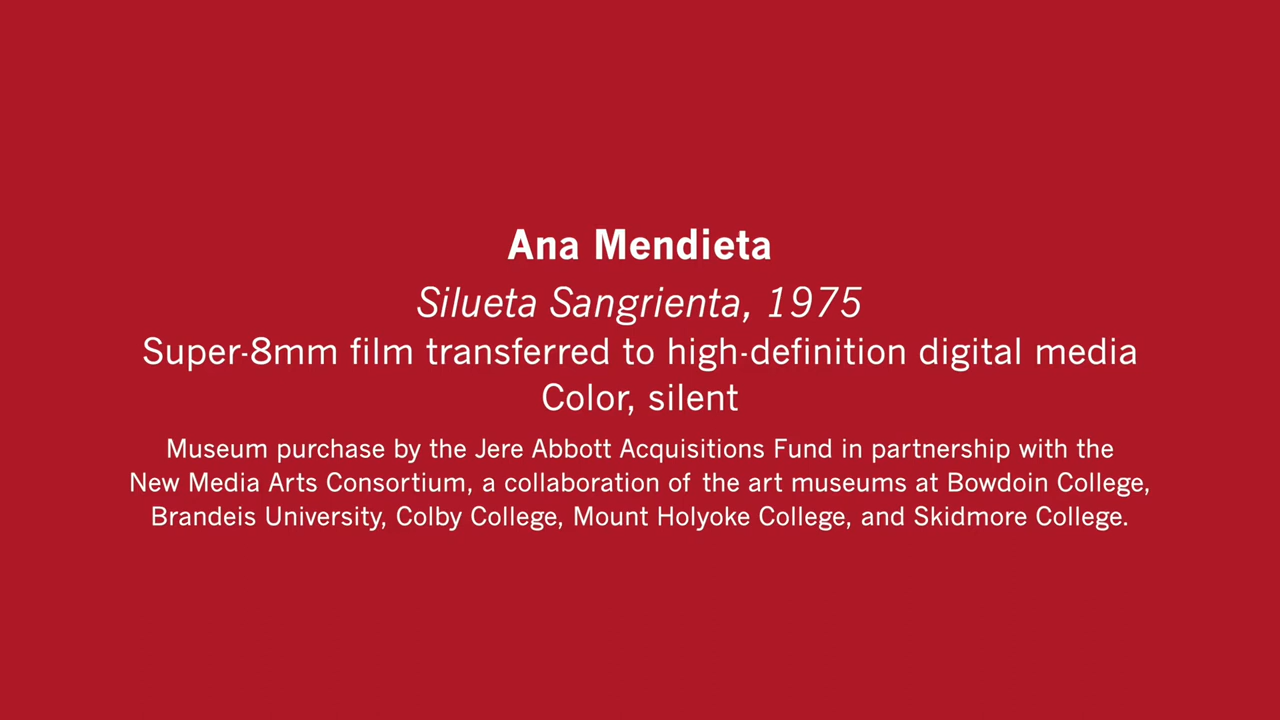 Ana Mendieta
Silueta Sangrienta, 1975
Super-8mm film transferred to high-definition digital media
Color, silent
Museum purchase by the Jere Abbott Acquisitions Fund in partnership with the
New Media Arts Consortium, a collaboration of the art museums at Bowdoin College,
Brandeis University, Colby College, Mount Holyoke College, and Skidmore College.